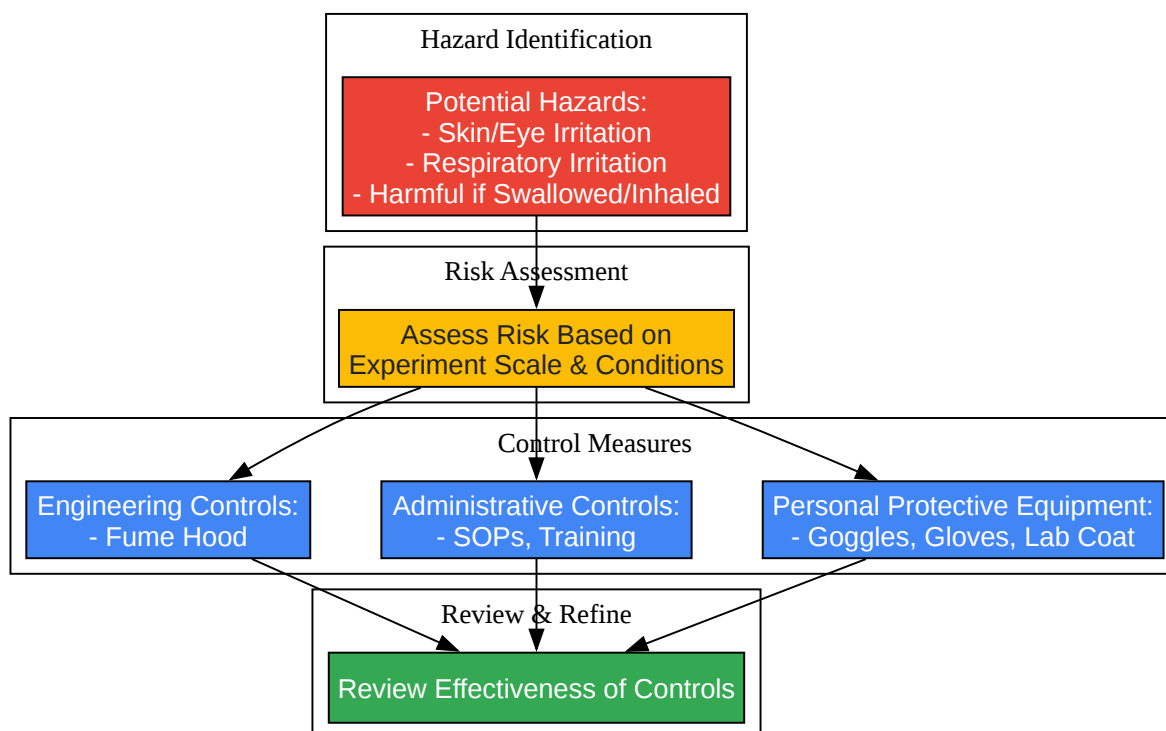 Hazard Identification
Potential Hazards:
- Skin/Eye Irritation
- Respiratory Irritation
- Harmful if Swallowed/Inhaled
Risk Assessment
Assess Risk Based on
Experiment Scale & Conditions
Control Measures
Engineering Controls:
- Fume Hood
Administrative Controls:
- SOPs, Training
Personal Protective Equipment:
- Goggles, Gloves, Lab Coat
Review & Refine
Review Effectiveness of Controls